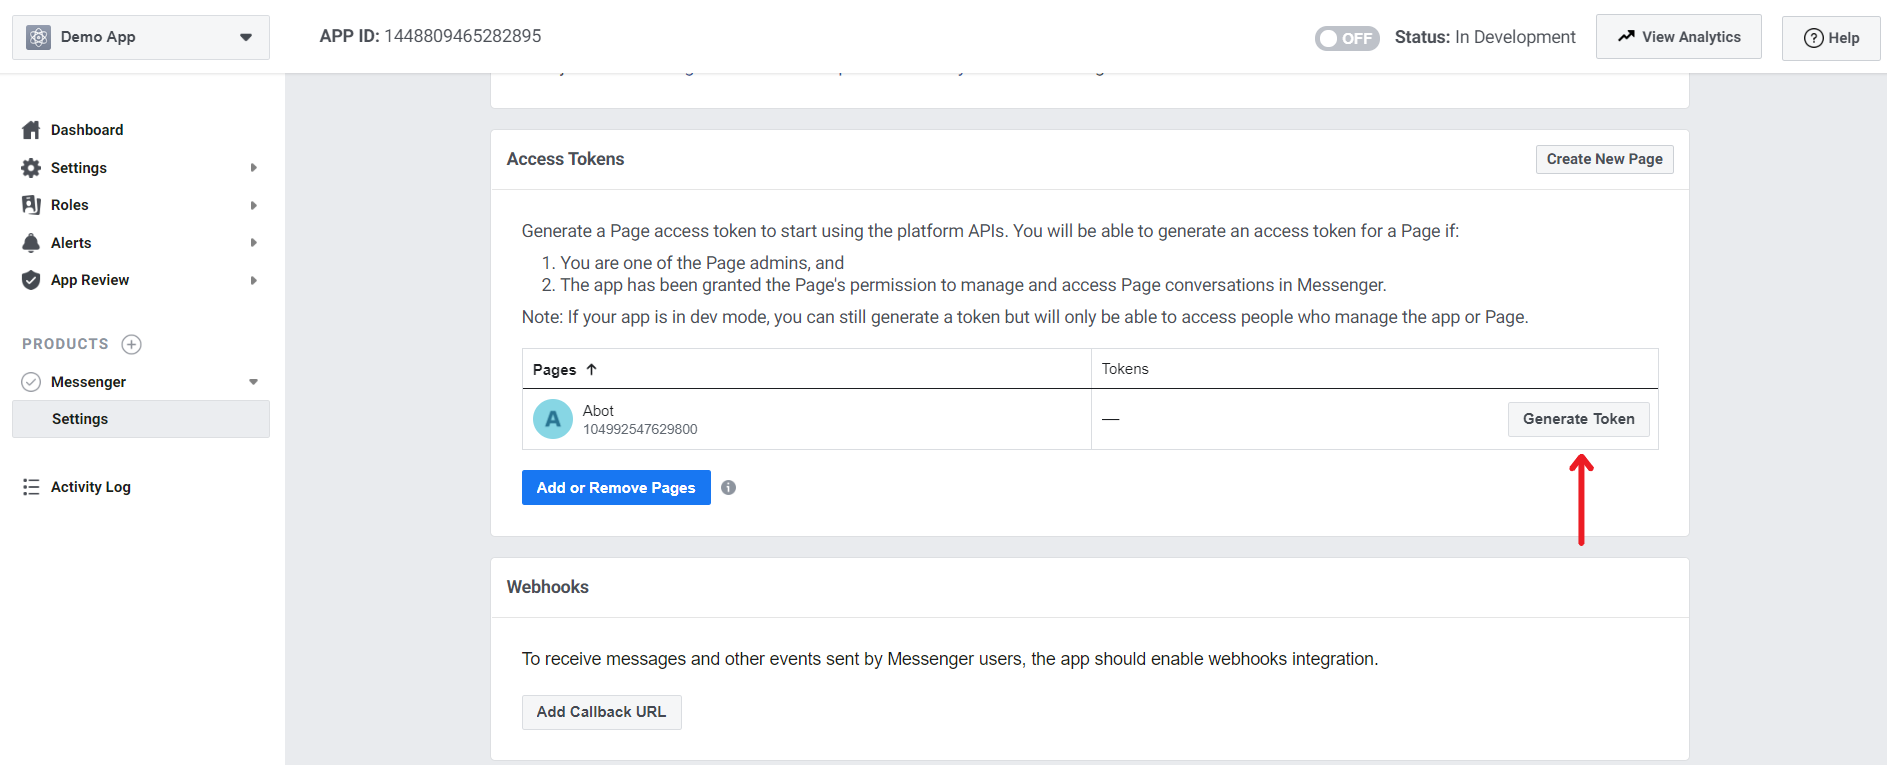 Demo App
APP ID: 1448809465282895
OFF
Status: In Development
View Analytics
Help
Dashboard
Settings
Roles
Alerts
App Review
PRODUCTS
Messenger
Settings
Activity Log
Access Tokens
Create New Page
Generate a Page access token to start using the platform APIs. You will be able to generate an access token for a Page if:
1. You are one of the Page admins, and
2. The app has been granted the Page's permission to manage and access Page conversations in Messenger.
Note: If your app is in dev mode, you can still generate a token but will only be able to access people who manage the app or Page.
Pages ↑
Tokens
A
Abot
104992547629800
—
Generate Token
Add or Remove Pages
Webhooks
To receive messages and other events sent by Messenger users, the app should enable webhooks integration.
Add Callback URL